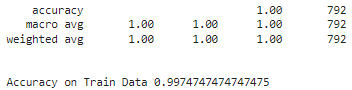 accuracy 1.00 792
macro avg 1.00 1.00 1.00 792
weighted avg 1.00 1.00 1.00 792
Accuracy on Train Data 0.9974747474747475